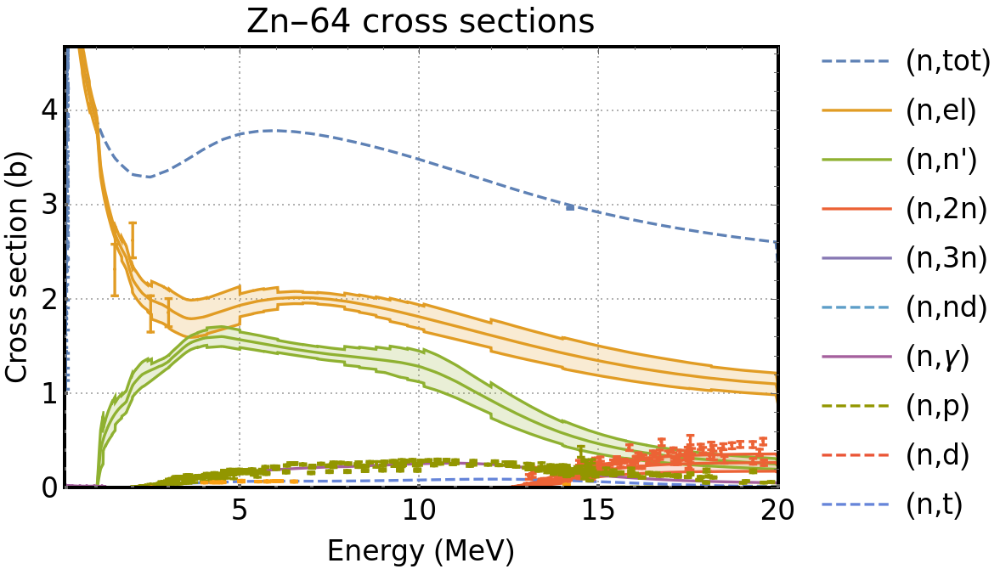 Zn–64 cross sections
Cross section (b)
4
3
2
1
0
5
10
15
20
Energy (MeV)
(n,tot)
(n,el)
(n,n')
(n,2n)
(n,3n)
(n,nd)
(n,γ)
(n,p)
(n,d)
(n,t)